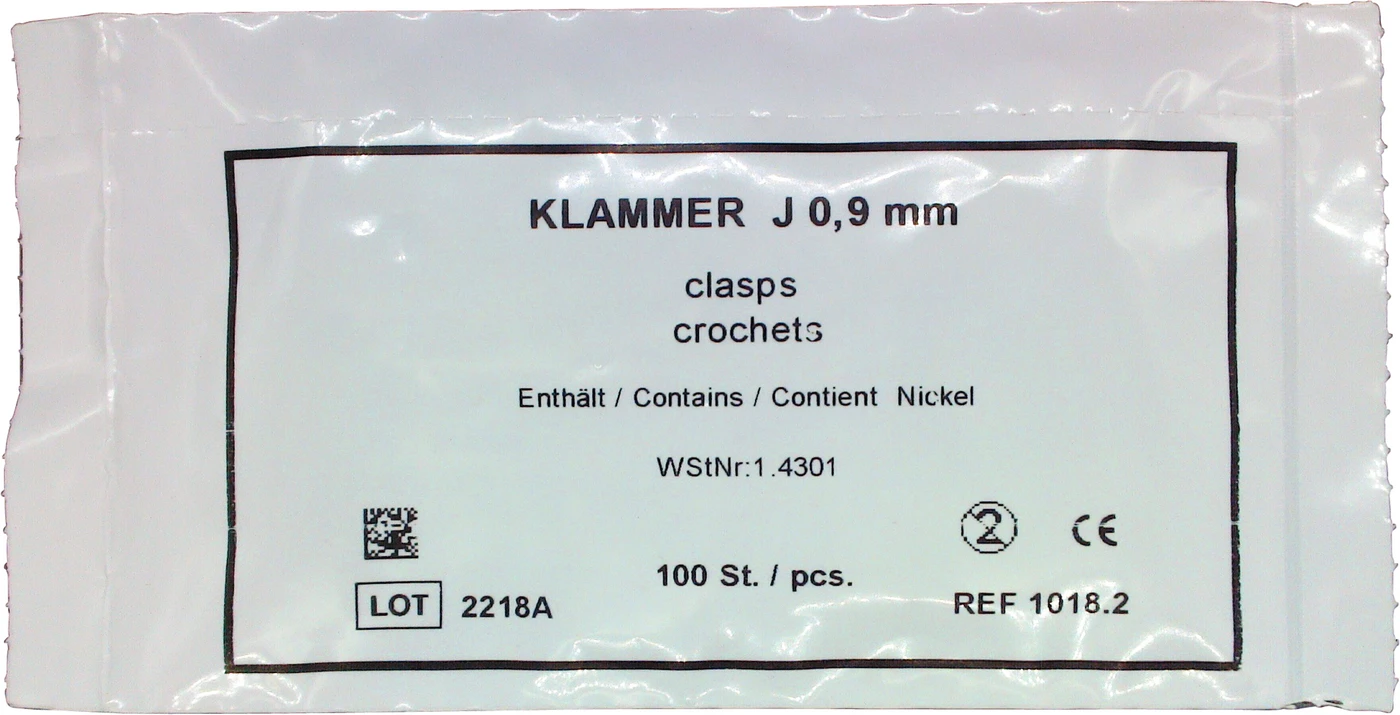 KLAMMER J 0,9 mm
clasps
crochets
Enthält / Contains / Contient Nickel
WStNr:1.4301
2 CE
100 St. / pcs.
LOT 2218A
REF 1018.2